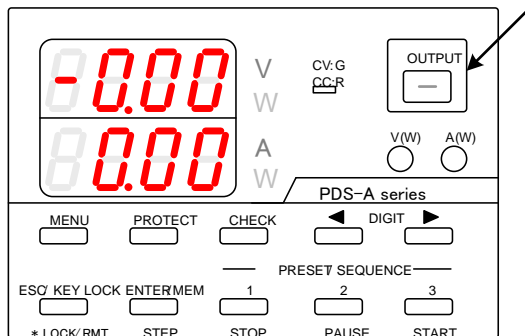 -0.00 V
W
CV:G
CC:R
OUTPUT
0.00 A
W
V(W) A(W)
PDS-A series
MENU PROTECT CHECK ◀ DIGIT ▶
PRESET/ SEQUENCE
ESC/ KEY LOCK ENTER/MEM 1 2 3
* LOCK/RMT STEP STOP PAUSE START